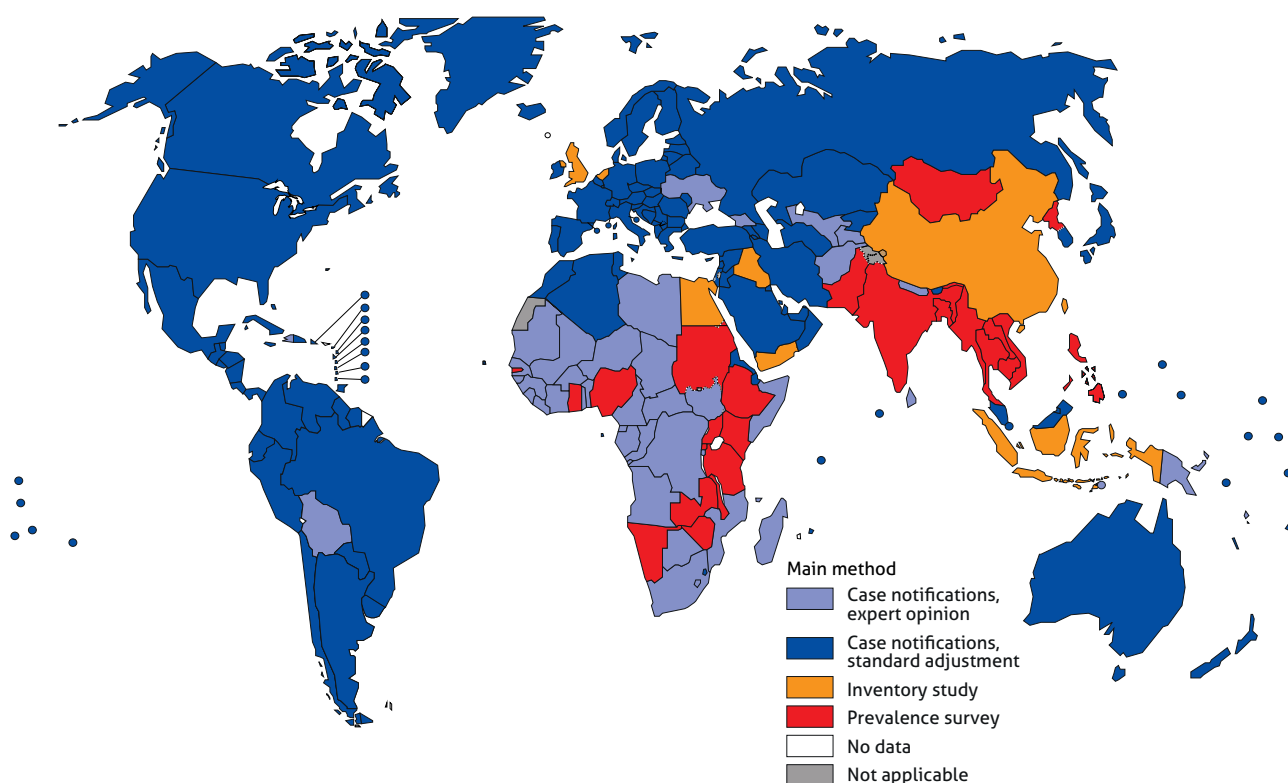 Main method
Case notifications,
expert opinion
Case notifications,
standard adjustment
Inventory study
Prevalence survey
No data
Not applicable